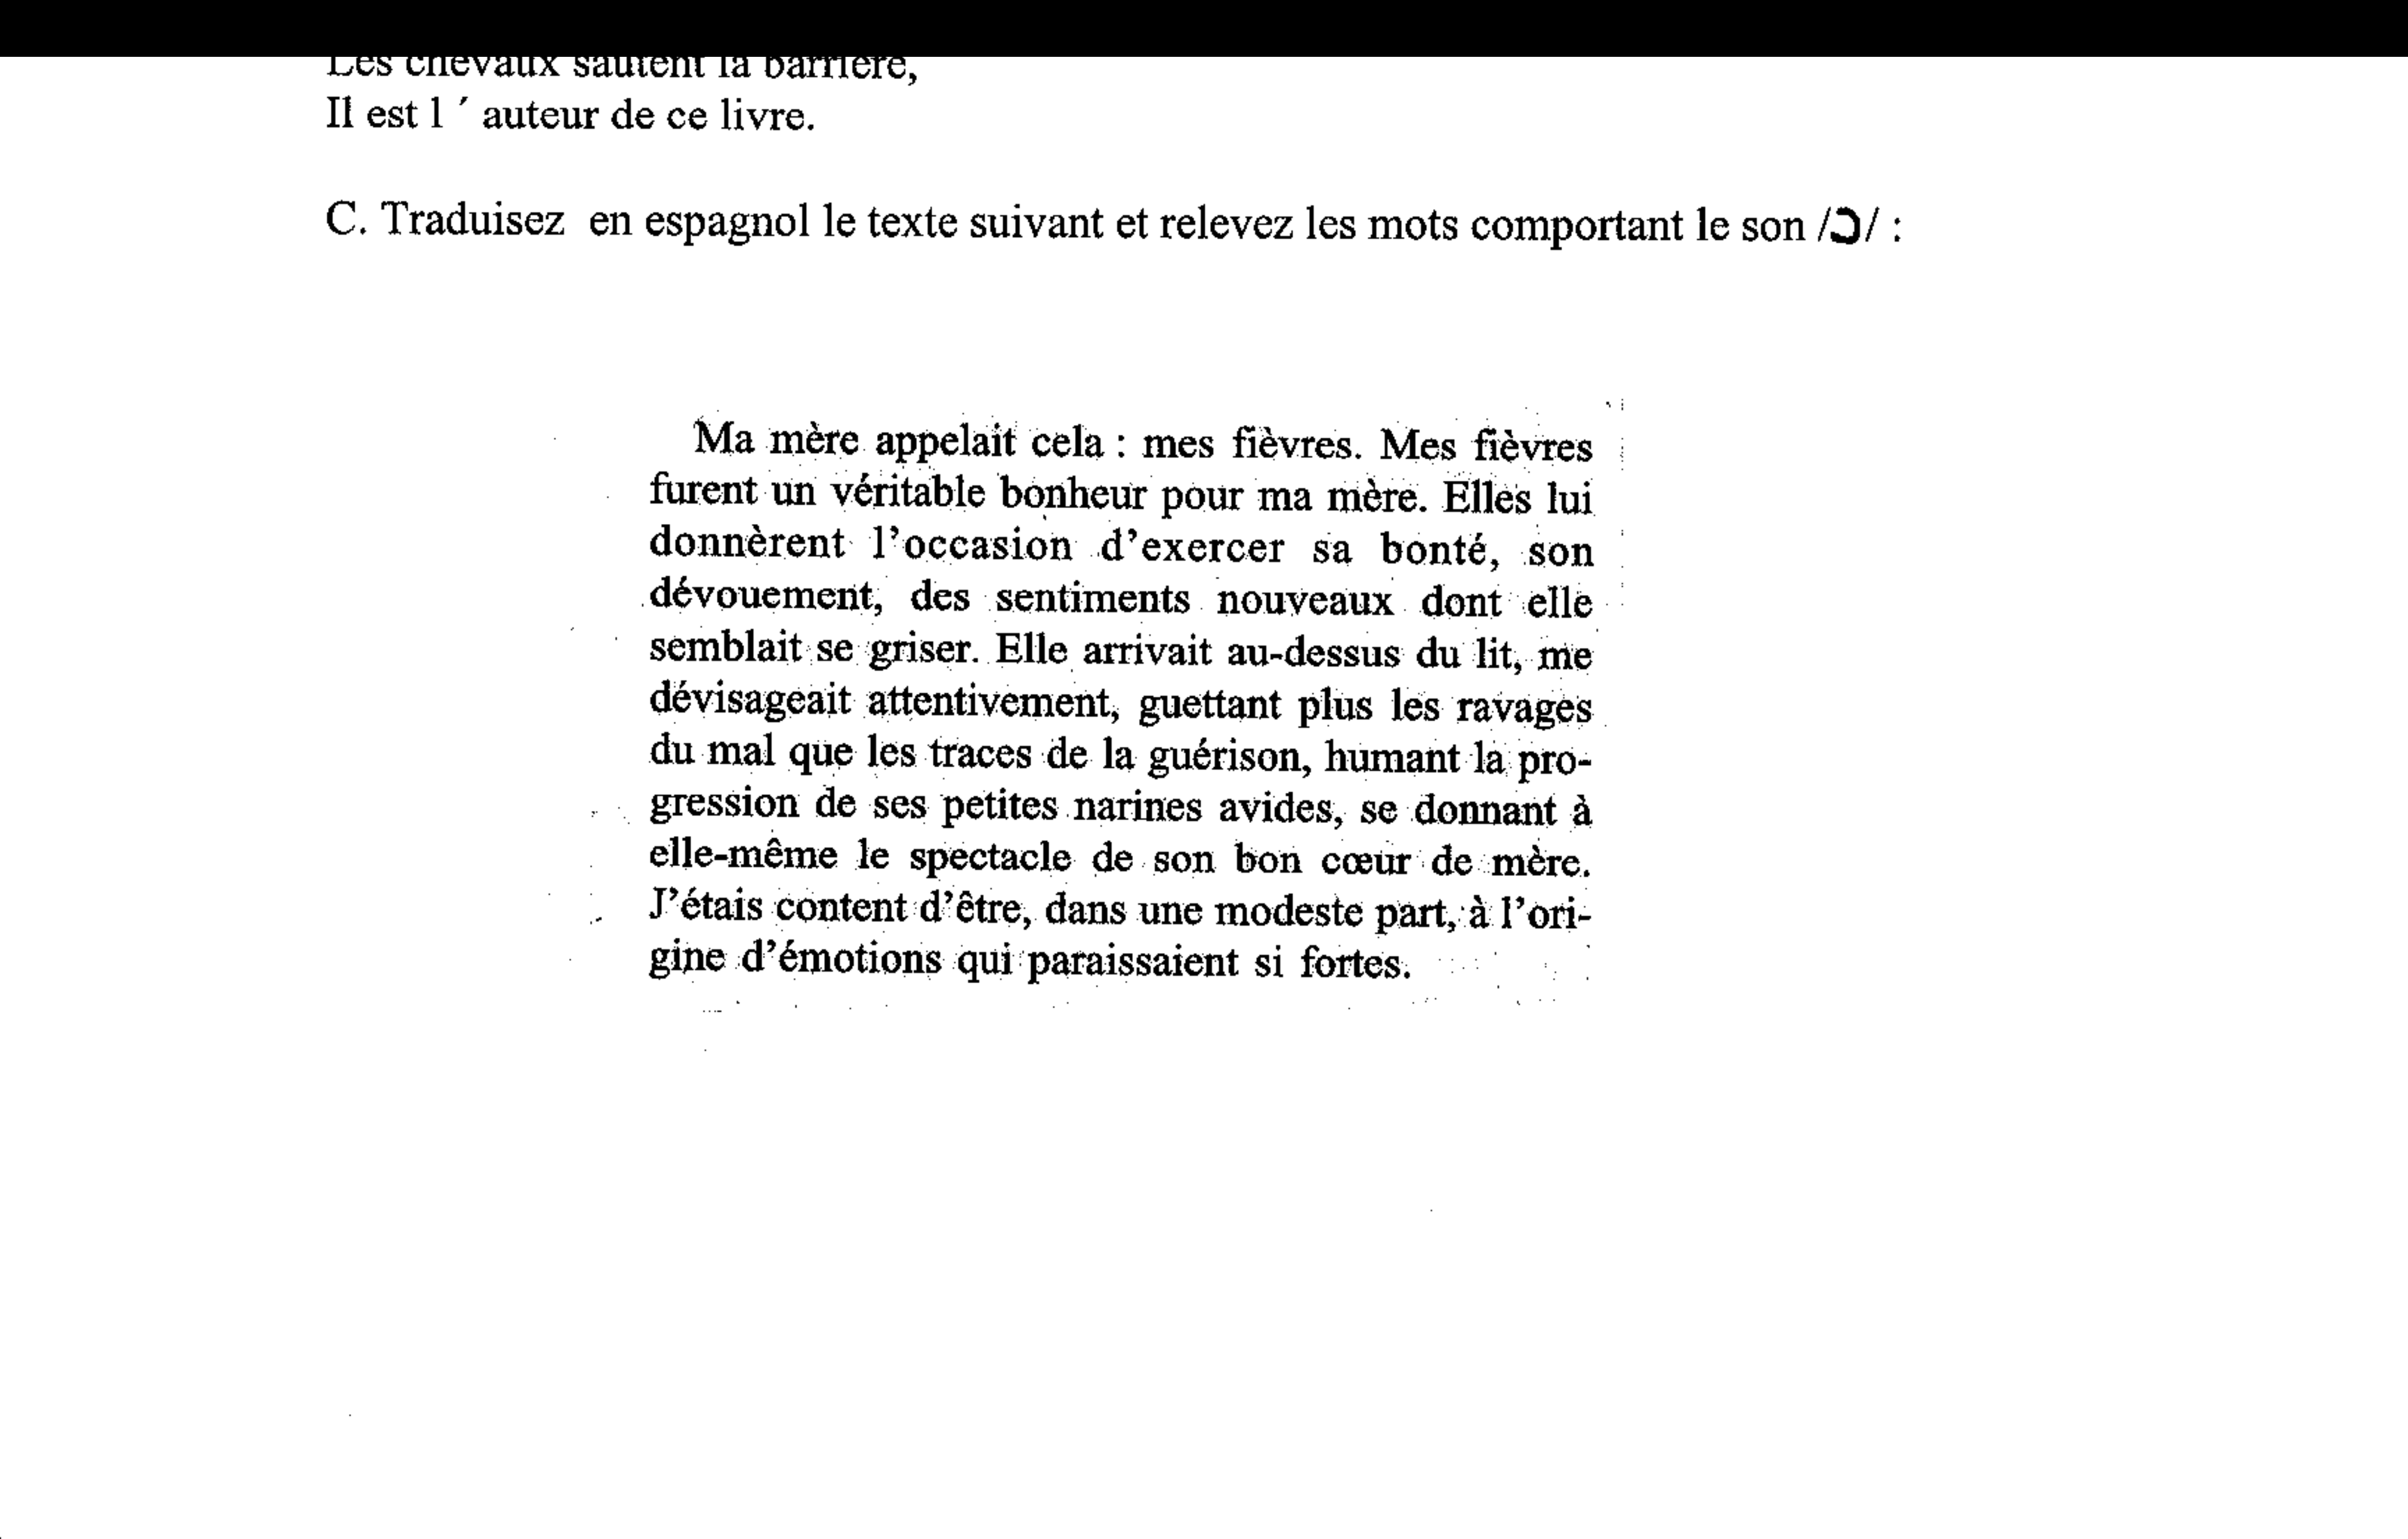 Les chevaux sautent la barrière,
Il est l ´ auteur de ce livre.
C. Traduisez en espagnol le texte suivant et relevez les mots comportant le son /ɔ/ :
Ma mère appelait cela : mes fièvres. Mes fièvres
furent un véritable bonheur pour ma mère. Elles lui
donnèrent l’occasion d’exercer sa bonté, son
dévouement, des sentiments nouveaux dont elle
semblait se griser. Elle arrivait au-dessus du lit, me
dévisageait attentivement, guettant plus les ravages
du mal que les traces de la guérison, humant la pro-
gression de ses petites narines avides, se donnant à
elle-même le spectacle de son bon cœur de mère.
J’étais content d’être, dans une modeste part, à l’ori-
gine d’émotions qui paraissaient si fortes.